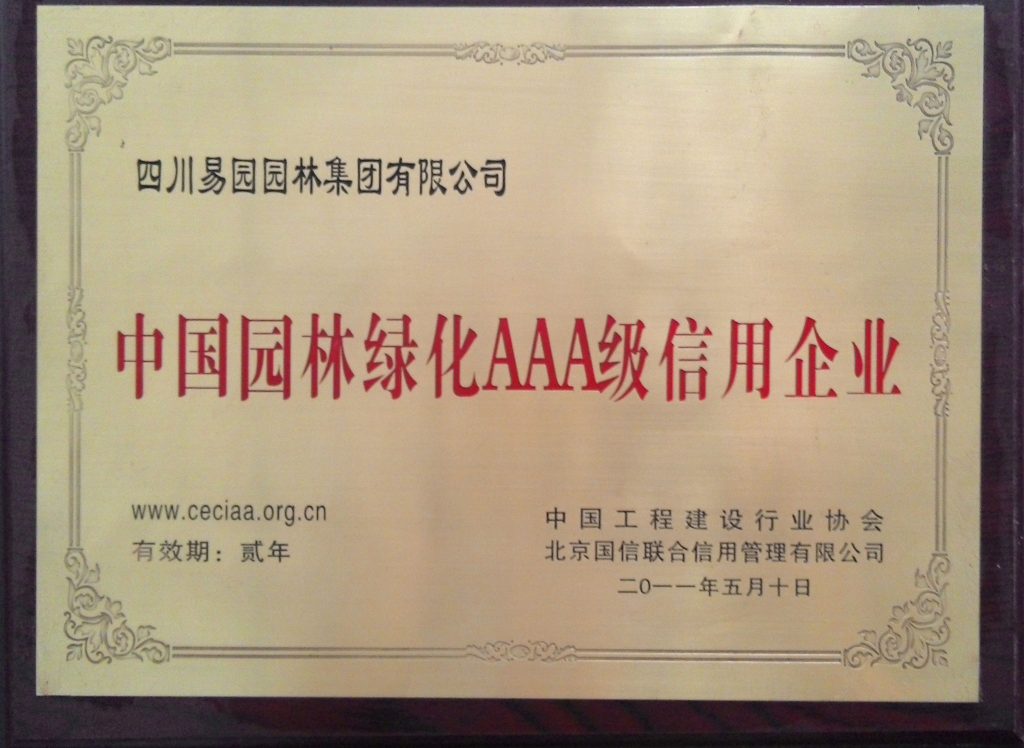 四川易园园林集团有限公司
中国园林绿化AAA级信用企业
www.ceciaa.org.cn
有效期：贰年
中国工程建设行业协会
北京国信联合信用管理有限公司
二O一一年五月十日